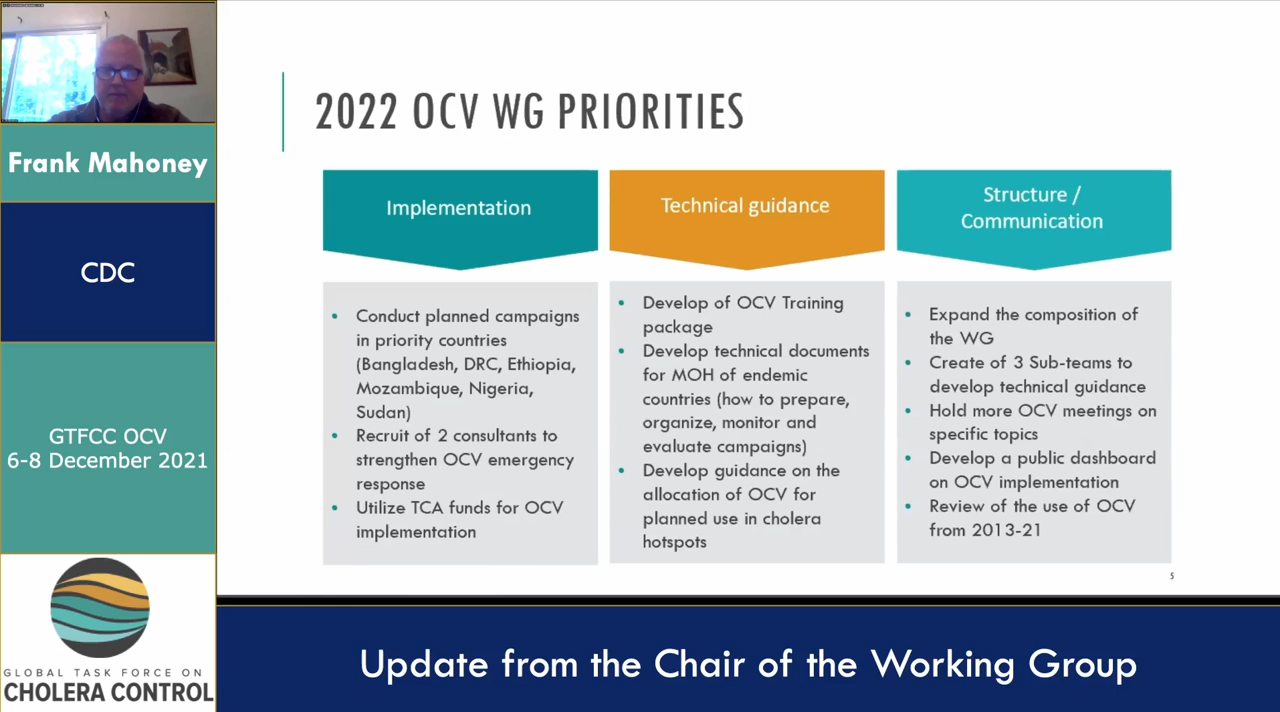 Frank Mahoney
CDC
GTFCC OCV
6-8 December 2021
GLOBAL TASK FORCE ON
CHOLERA CONTROL
2022 OCV WG PRIORITIES
Implementation
• Conduct planned campaigns
in priority countries
(Bangladesh, DRC, Ethiopia,
Mozambique, Nigeria,
Sudan)
• Recruit of 2 consultants to
strengthen OCV emergency
response
• Utilize TCA funds for OCV
implementation
Technical guidance
• Develop of OCV Training
package
• Develop technical documents
for MOH of endemic
countries (how to prepare,
organize, monitor and
evaluate campaigns)
• Develop guidance on the
allocation of OCV for
planned use in cholera
hotspots
Structure /
Communication
• Expand the composition of
the WG
• Create of 3 Sub-teams to
develop technical guidance
• Hold more OCV meetings on
specific topics
• Develop a public dashboard
on OCV implementation
• Review of the use of OCV
from 2013-21
5
Update from the Chair of the Working Group